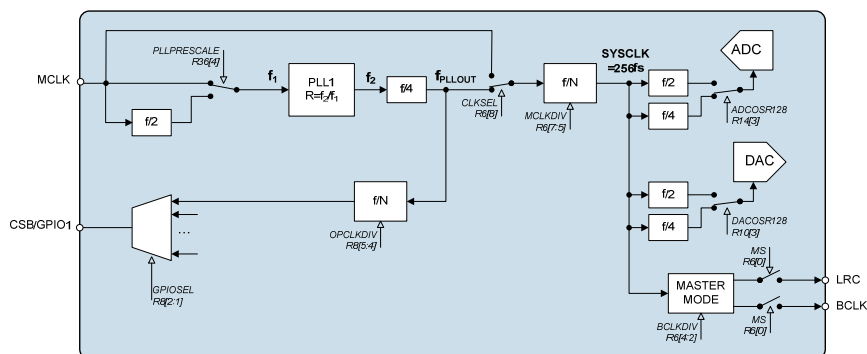 PLLPRESCALE
R36[4]
MCLK
f1
PLL1
R=f2/f1
f2
f/4
fPLLOUT
CLKSEL
R6[8]
f/N
MCLKDIV
R6[7:5]
SYSCLK
=256fs
f/2
f/2
f/4
ADC
ADCOSR128
R14[3]
DAC
f/2
f/4
DACOSR128
R10[3]
CSB/GPIO1
...
GPIOSEL
R8[2:1]
f/N
OPCLKDIV
R8[5:4]
MASTER
MODE
BCLKDIV
R6[4:2]
MS
R6[0]
LRC
BCLK
MS
R6[0]